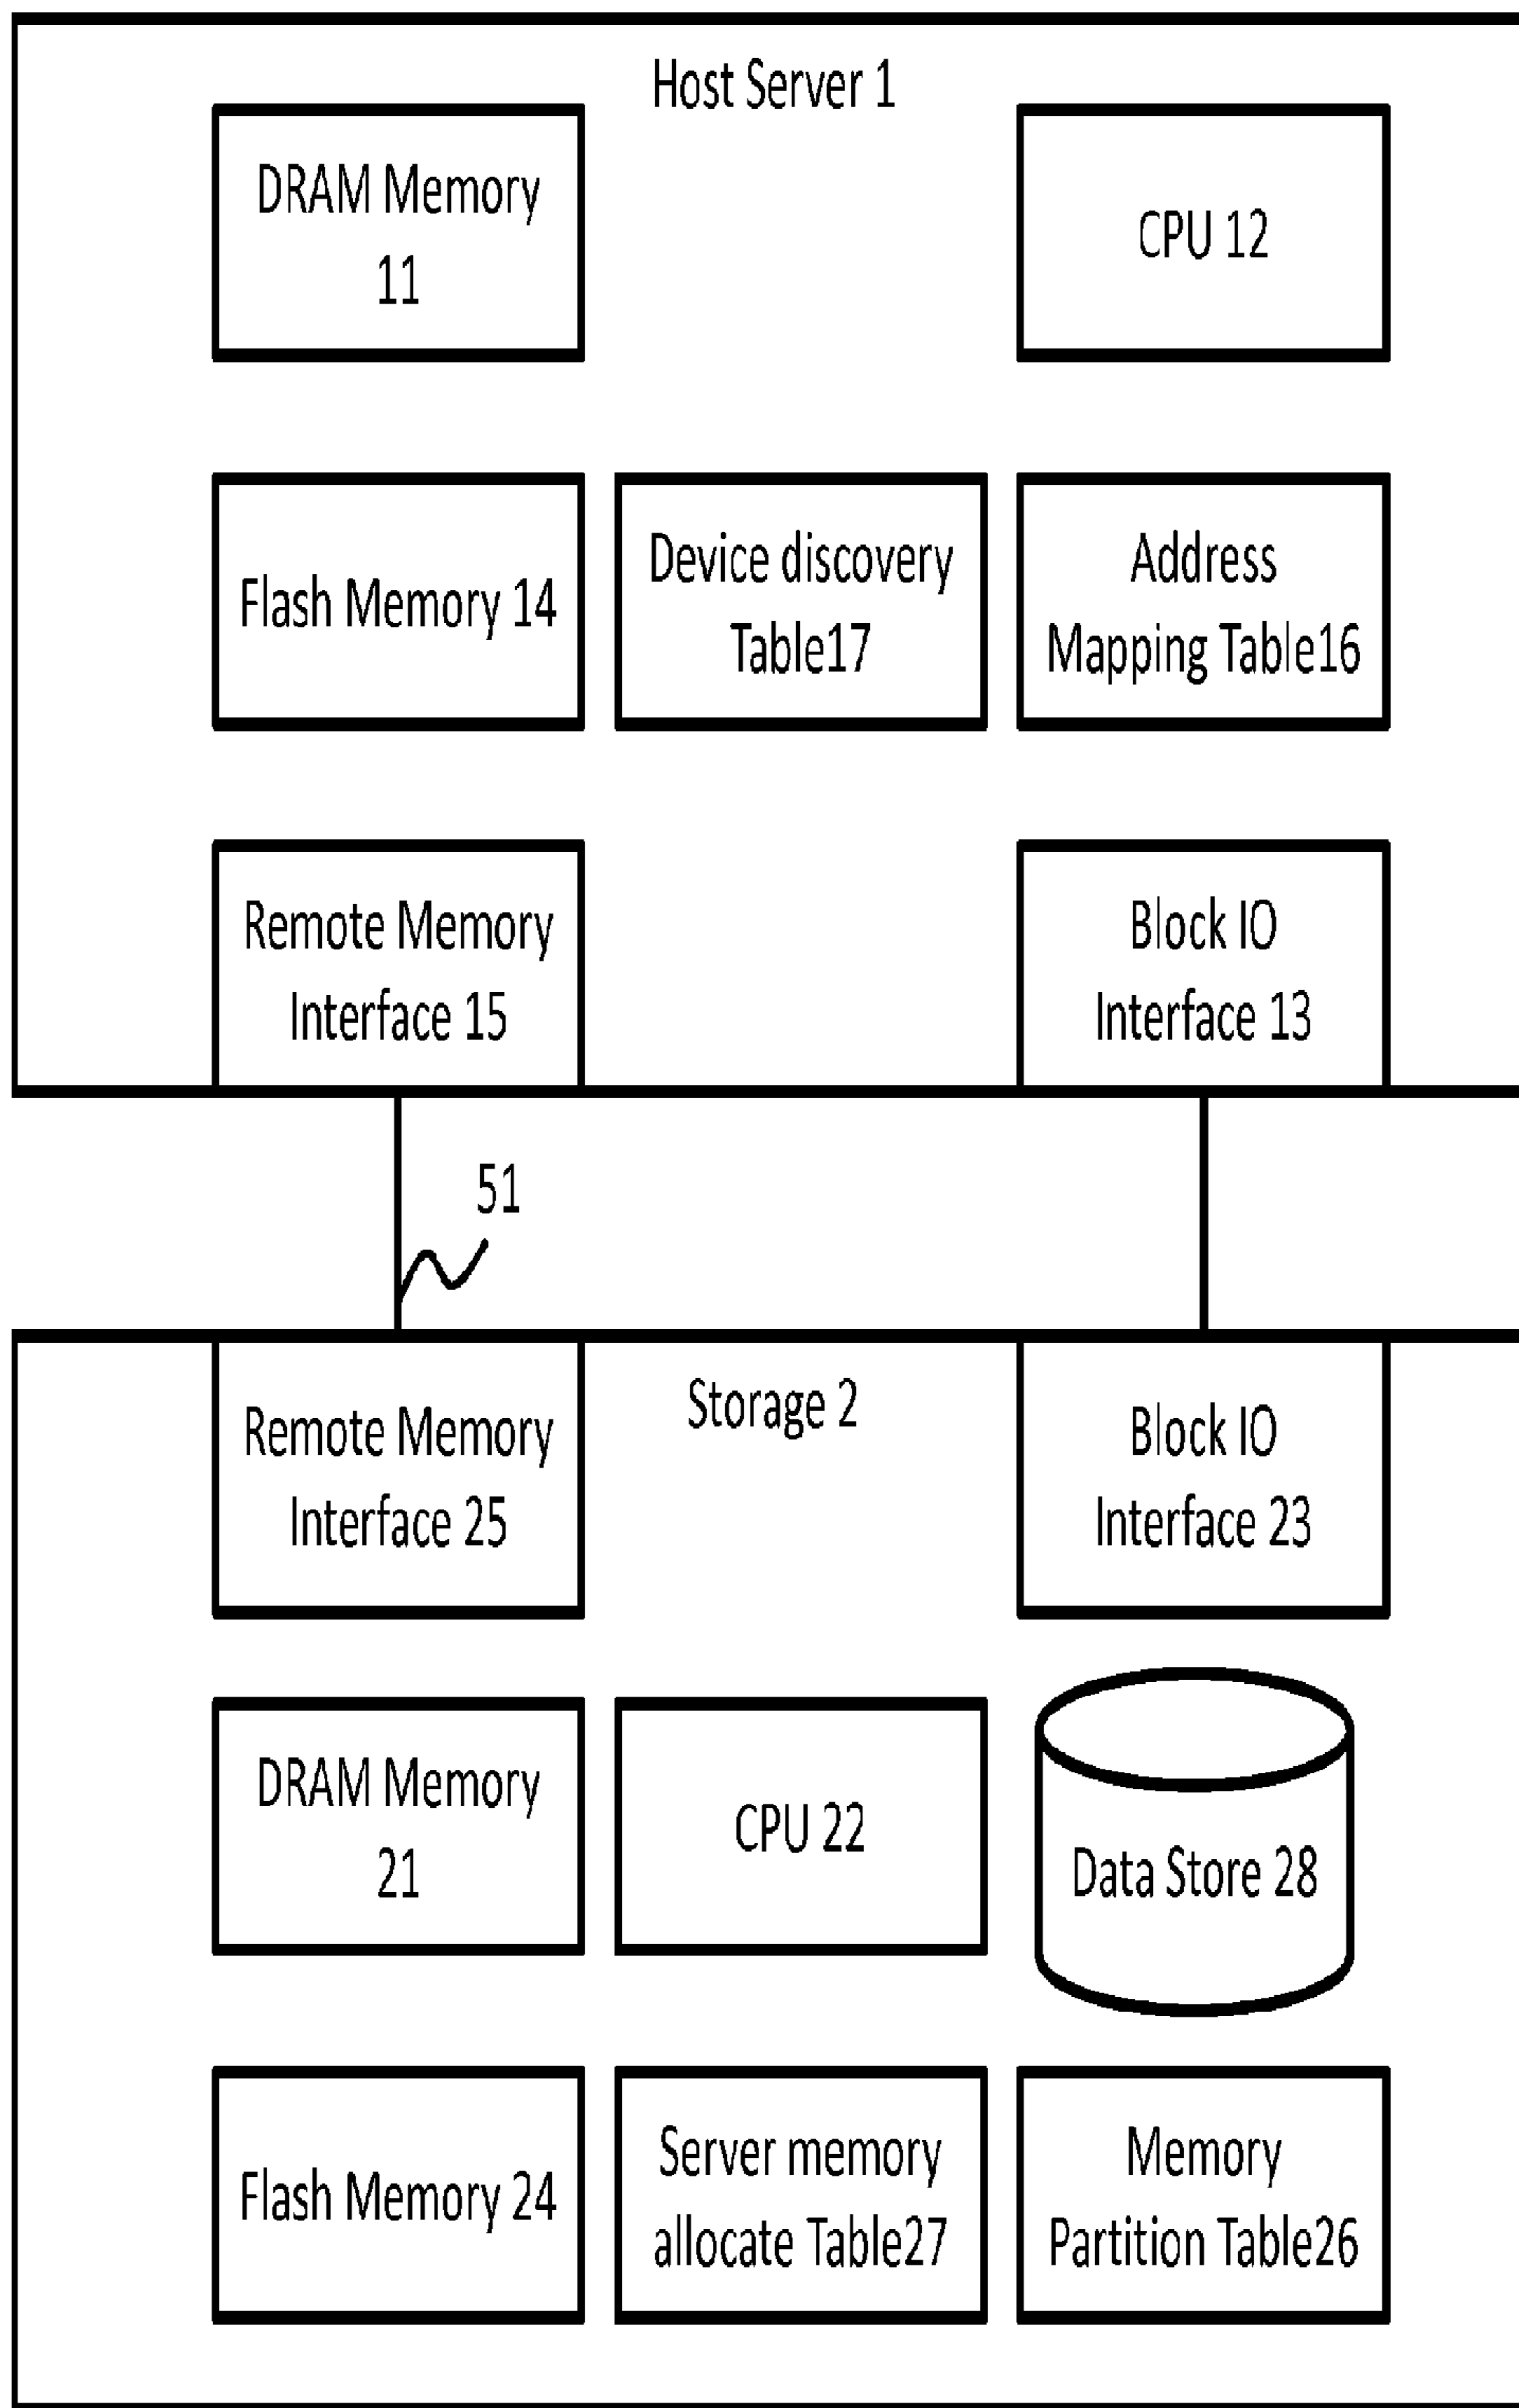 Host Server 1
DRAM Memory
11
CPU 12
Flash Memory 14
Device discovery
Table17
Address
Mapping Table16
Remote Memory
Interface 15
Block IO
Interface 13
51
Remote Memory
Interface 25
Storage 2
Block IO
Interface 23
DRAM Memory
21
CPU 22
Data Store 28
Flash Memory 24
Server memory
allocate Table27
Memory
Partition Table26